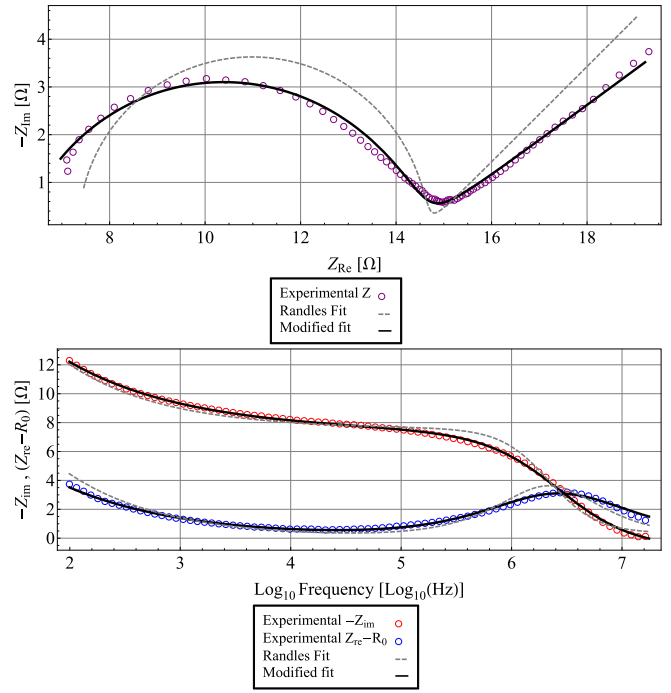 4
3
2
1
−Z_Im [Ω]
8 10 12 14 16 18
Z_Re [Ω]
Experimental Z
Randles Fit
Modified fit
12
10
8
6
4
2
0
−Z_im , (Z_re−R_0) [Ω]
2 3 4 5 6 7
Log_10 Frequency [Log_10(Hz)]
Experimental −Z_im
Experimental Z_re−R_0
Randles Fit
Modified fit